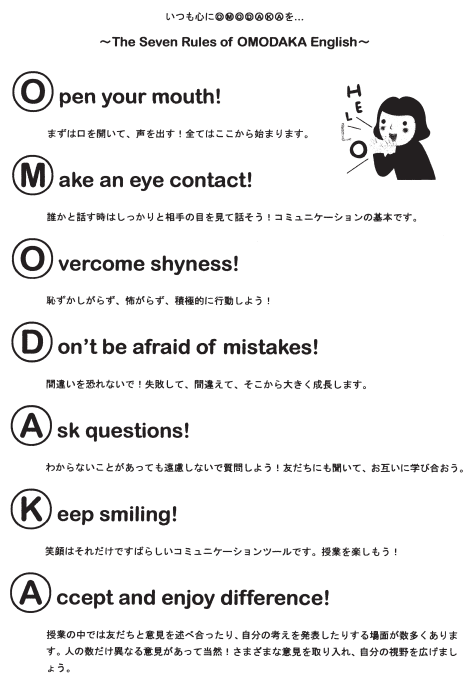 いつも心にⓄⓂⓄⒹⒶⓀⒶを…
～The Seven Rules of OMODAKA English～
Open your mouth!
HELLO
まずは口を開いて、声を出す！全てはここから始まります。
Make an eye contact!
誰かと話す時はしっかりと相手の目を見て話そう！コミュニケーションの基本です。
Overcome shyness!
恥ずかしがらず、怖がらず、積極的に行動しよう！
Don't be afraid of mistakes!
間違いを恐れないで！失敗して、間違えて、そこから大きく成長します。
Ask questions!
わからないことがあっても遠慮しないで質問しよう！友だちにも聞いて、お互いに学び合おう。
Keep smiling!
笑顔はそれだけですばらしいコミュニケーションツールです。授業を楽しもう！
Accept and enjoy difference!
授業の中では友だちと意見を述べ合ったり、自分の考えを発表したりする場面が数多くありま
す。人の数だけ異なる意見があって当然！さまざまな意見を取り入れ、自分の視野を広げまし
ょう。